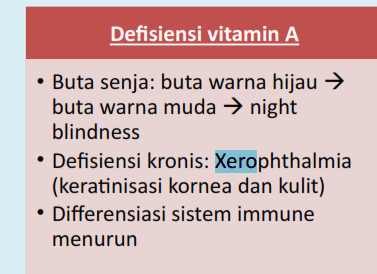 Defisiensi vitamin A
• Buta senja: buta warna hijau →
buta warna muda → night
blindness
• Defisiensi kronis: Xerophthalmia
(keratinisasi kornea dan kulit)
• Differensiasi sistem immune
menurun